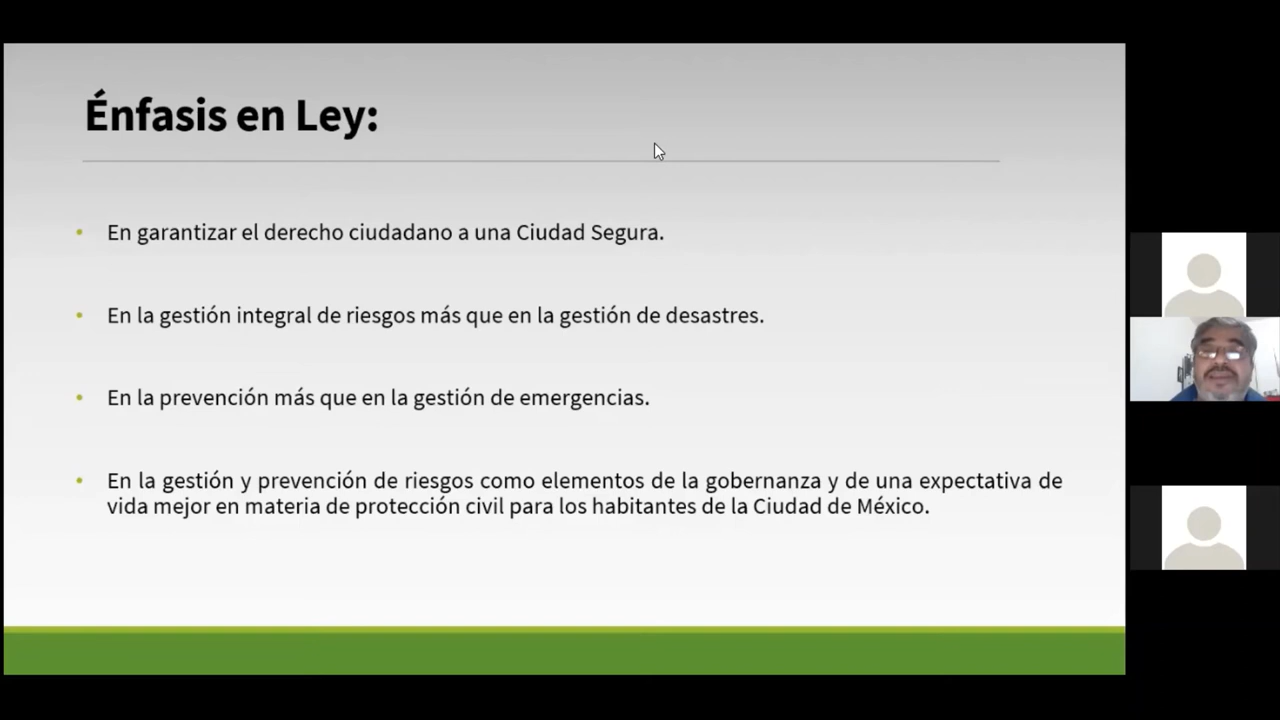 Énfasis en Ley:
• En garantizar el derecho ciudadano a una Ciudad Segura.
• En la gestión integral de riesgos más que en la gestión de desastres.
• En la prevención más que en la gestión de emergencias.
• En la gestión y prevención de riesgos como elementos de la gobernanza y de una expectativa de
vida mejor en materia de protección civil para los habitantes de la Ciudad de México.